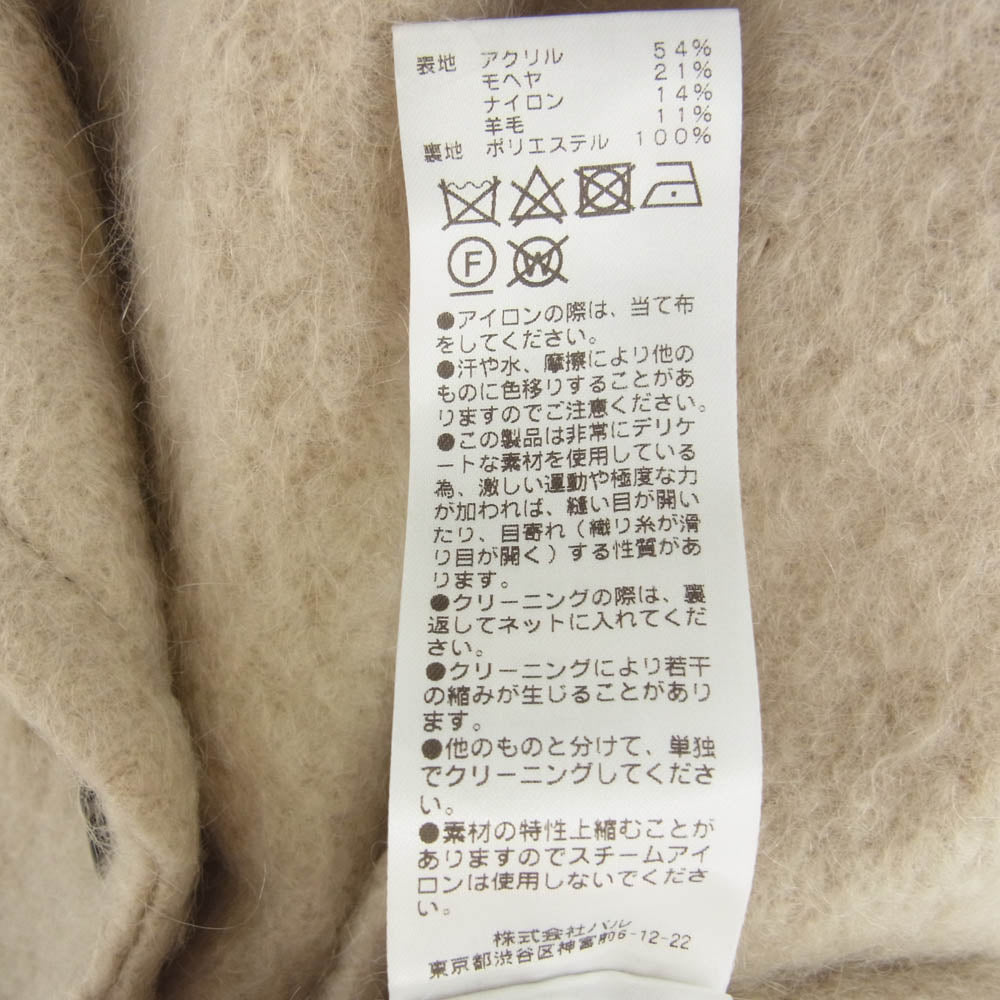 表地 アクリル 54%
モヘヤ 21%
ナイロン 14%
羊毛 11%
裏地 ポリエステル 100%
F W
●アイロンの際は、当て布
をしてください。
●汗や水、摩擦により他の
ものに色移りすることがあ
りますのでご注意ください。
●この製品は非常にデリケ
ートな素材を使用している
為、激しい運動や極度な力
が加われば、縫い目が開い
たり、目寄れ（織り糸が滑
り目が開く）する性質があ
ります。
●クリーニングの際は、裏
返してネットに入れてくだ
さい。
●クリーニングにより若干
の縮みが生じることがあり
ます。
●他のものと分けて、単独
でクリーニングしてくださ
い。
●素材の特性上縮むことが
ありますのでスチームアイ
ロンは使用しないでくださ
い。
株式会社パル
東京都渋谷区神宮前6-12-22